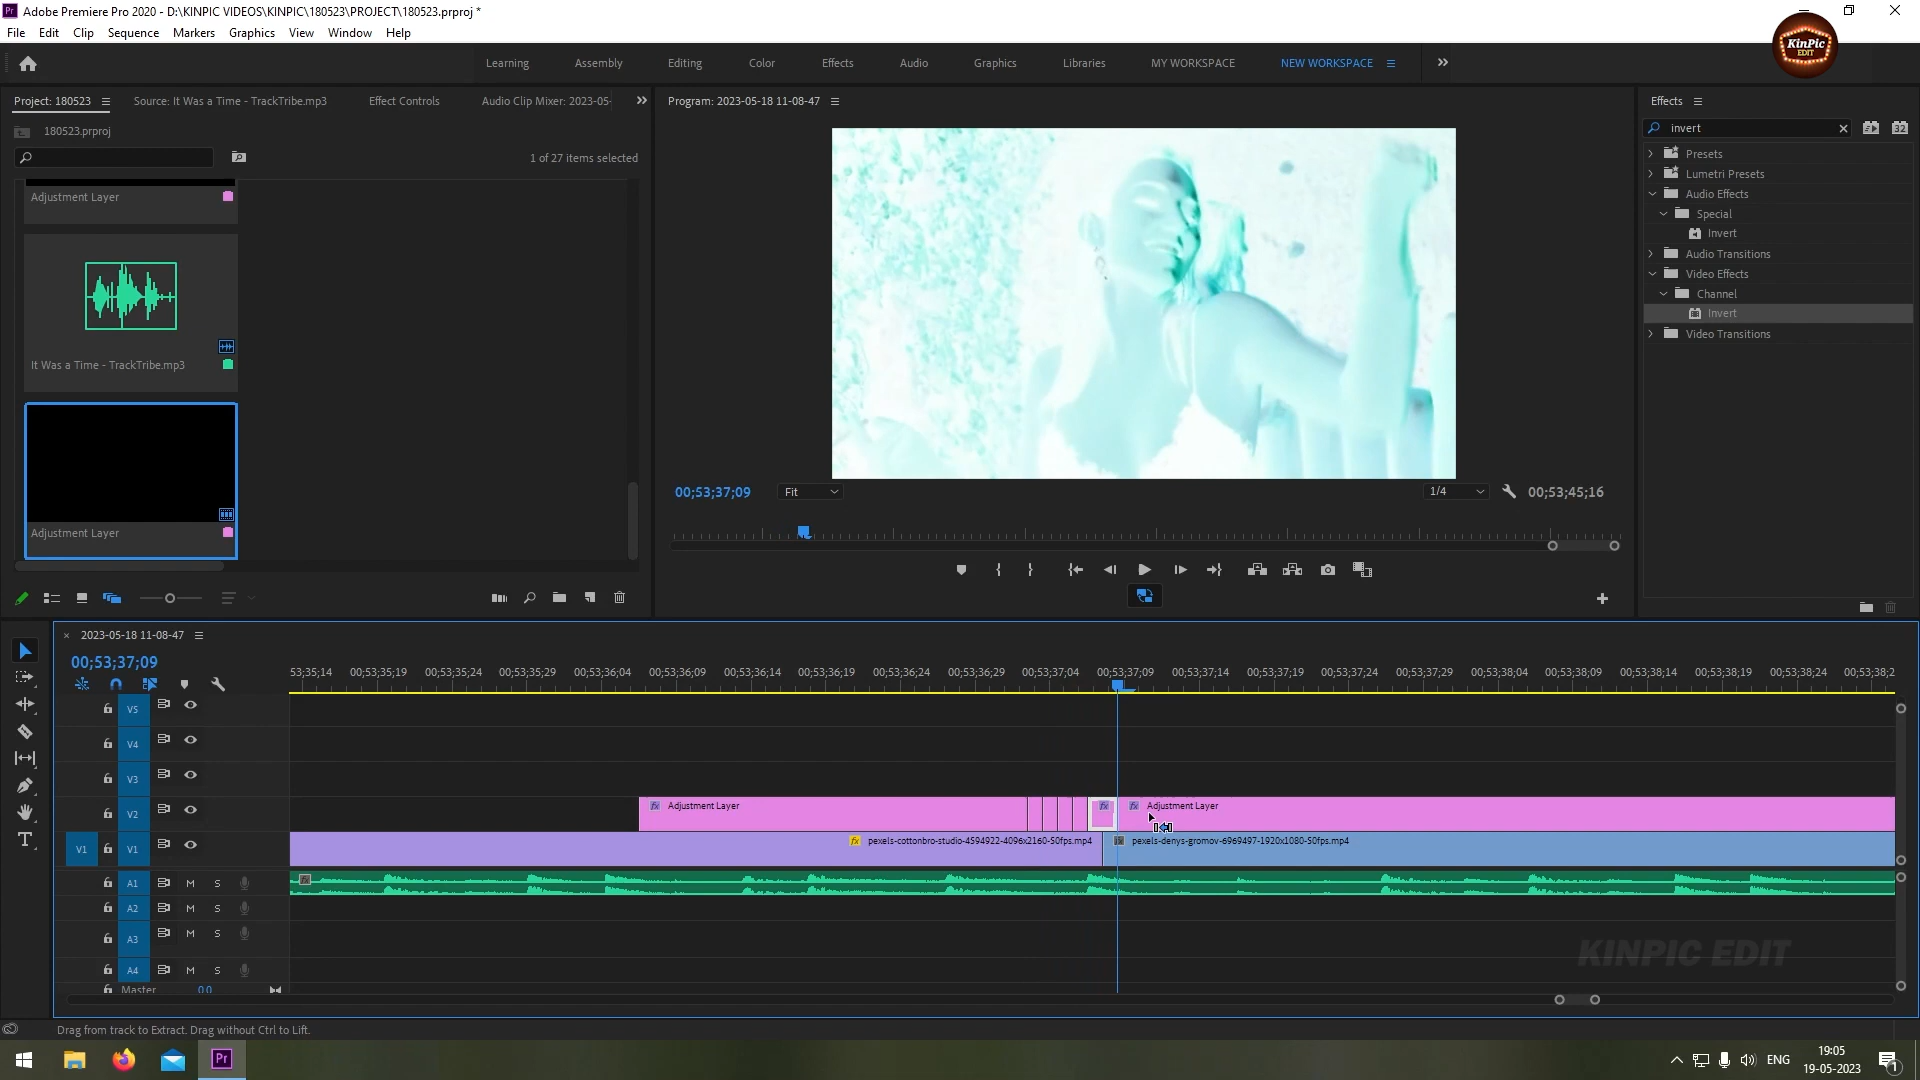 Adobe Premiere Pro 2020 - D:\KINPIC VIDEOS\KINPIC\180523\PROJECT\180523.prproj *
File Edit Clip Sequence Markers Graphics View Window Help
KinPic
EDIT
Learning Assembly Editing Color Effects Audio Graphics Libraries MY WORKSPACE NEW WORKSPACE
Project: 180523 Source: It Was a Time - TrackTribe.mp3 Effect Controls Audio Clip Mixer: 2023-05-
Program: 2023-05-18 11-08-47
Effects
180523.prproj
invert
32
1 of 27 items selected
Presets
Lumetri Presets
Audio Effects
Special
Invert
Audio Transitions
Video Effects
Channel
Invert
Video Transitions
Adjustment Layer
It Was a Time - TrackTribe.mp3
Adjustment Layer
00;53;37;09 Fit 1/4 00;53;45;16
2023-05-18 11-08-47
00;53;37;09
53;35;14 00;53;35;19 00;53;35;24 00;53;35;29 00;53;36;04 00;53;36;09 00;53;36;14 00;53;36;19 00;53;36;24 00;53;36;29 00;53;37;04 00;53;37;09 00;53;37;14 00;53;37;19 00;53;37;24 00;53;37;29 00;53;38;04 00;53;38;09 00;53;38;14 00;53;38;19 00;53;38;24 00;53;38;2
V5
V4
V3
V2 fx Adjustment Layer fx fx Adjustment Layer
V1 V1 fx pexels-cottonbro-studio-4594922-4096x2160-50fps.mp4 fx pexels-denys-gromov-6969497-1920x1080-50fps.mp4
A1 M S fx
A2 M S
A3 M S
A4 M S
KINPIC EDIT
Master 0.0
Drag from track to Extract. Drag without Ctrl to Lift.
Pr
ENG
19:05
19-05-2023
1